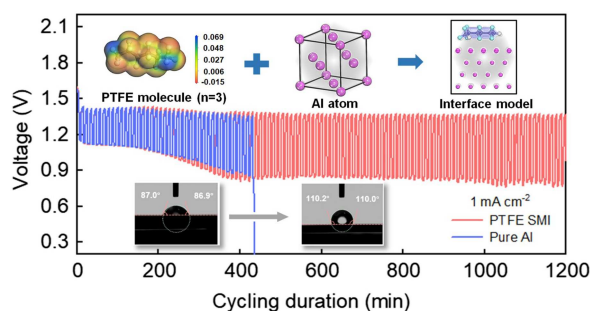 0.069
0.048
0.027
0.006
-0.015
PTFE molecule (n=3)
Al atom
Interface model
Voltage (V)
1.8
1.5
1.2
0.9
0.6
0.3
87.0° 86.9°
110.2° 110.0°
1 mA cm⁻²
PTFE SMI
Pure Al
0 200 400 600 800 1000 1200
Cycling duration (min)